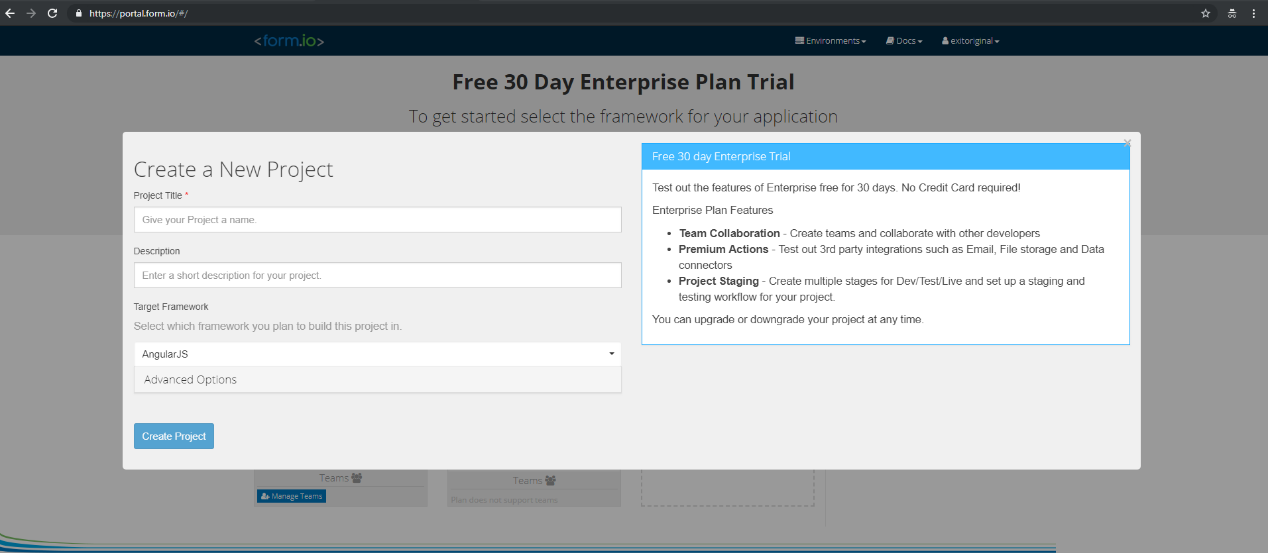 https://portal.form.io/#/
<form.io>
Environments
Docs
exitoriginal
Free 30 Day Enterprise Plan Trial
To get started select the framework for your application
×
Create a New Project
Project Title *
Give your Project a name.
Description
Enter a short description for your project.
Target Framework
Select which framework you plan to build this project in.
AngularJS
Advanced Options
Create Project
Free 30 day Enterprise Trial
Test out the features of Enterprise free for 30 days. No Credit Card required!
Enterprise Plan Features
• Team Collaboration - Create teams and collaborate with other developers
• Premium Actions - Test out 3rd party integrations such as Email, File storage and Data
connectors
• Project Staging - Create multiple stages for Dev/Test/Live and set up a staging and
testing workflow for your project.
You can upgrade or downgrade your project at any time.
Teams
Manage Teams
Teams
Plan does not support teams